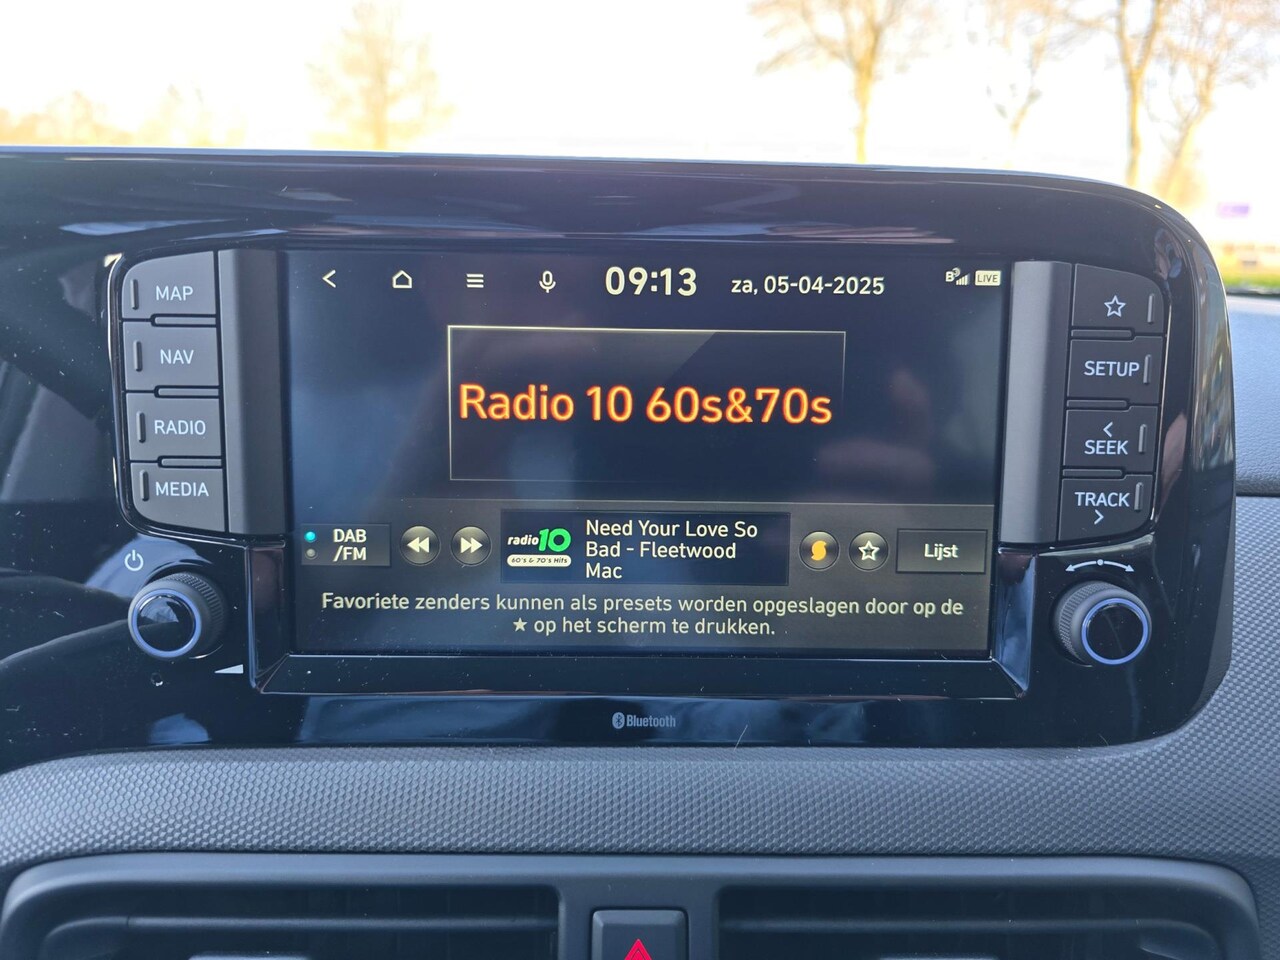 09:13
za, 05-04-2025
B
LIVE
MAP
NAV
RADIO
MEDIA
SETUP
SEEK
TRACK
Radio 10 60s&70s
DAB
/FM
radio10
60's & 70's Hits
Need Your Love So
Bad - Fleetwood
Mac
Lijst
Favoriete zenders kunnen als presets worden opgeslagen door op de
★ op het scherm te drukken.
Bluetooth